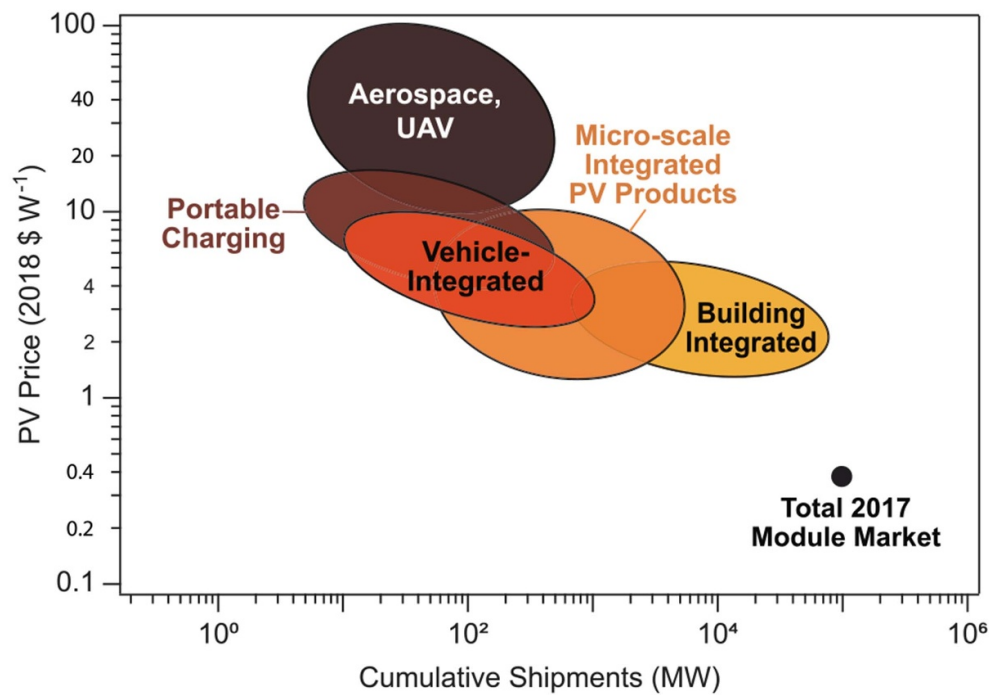 100
40
20
10
4
2
1
0.4
0.2
0.1
PV Price (2018 $ W⁻¹)
Aerospace,
UAV
Micro-scale
Integrated
PV Products
Portable
Charging
Vehicle-
Integrated
Building
Integrated
Total 2017
Module Market
10⁰
10²
10⁴
10⁶
Cumulative Shipments (MW)